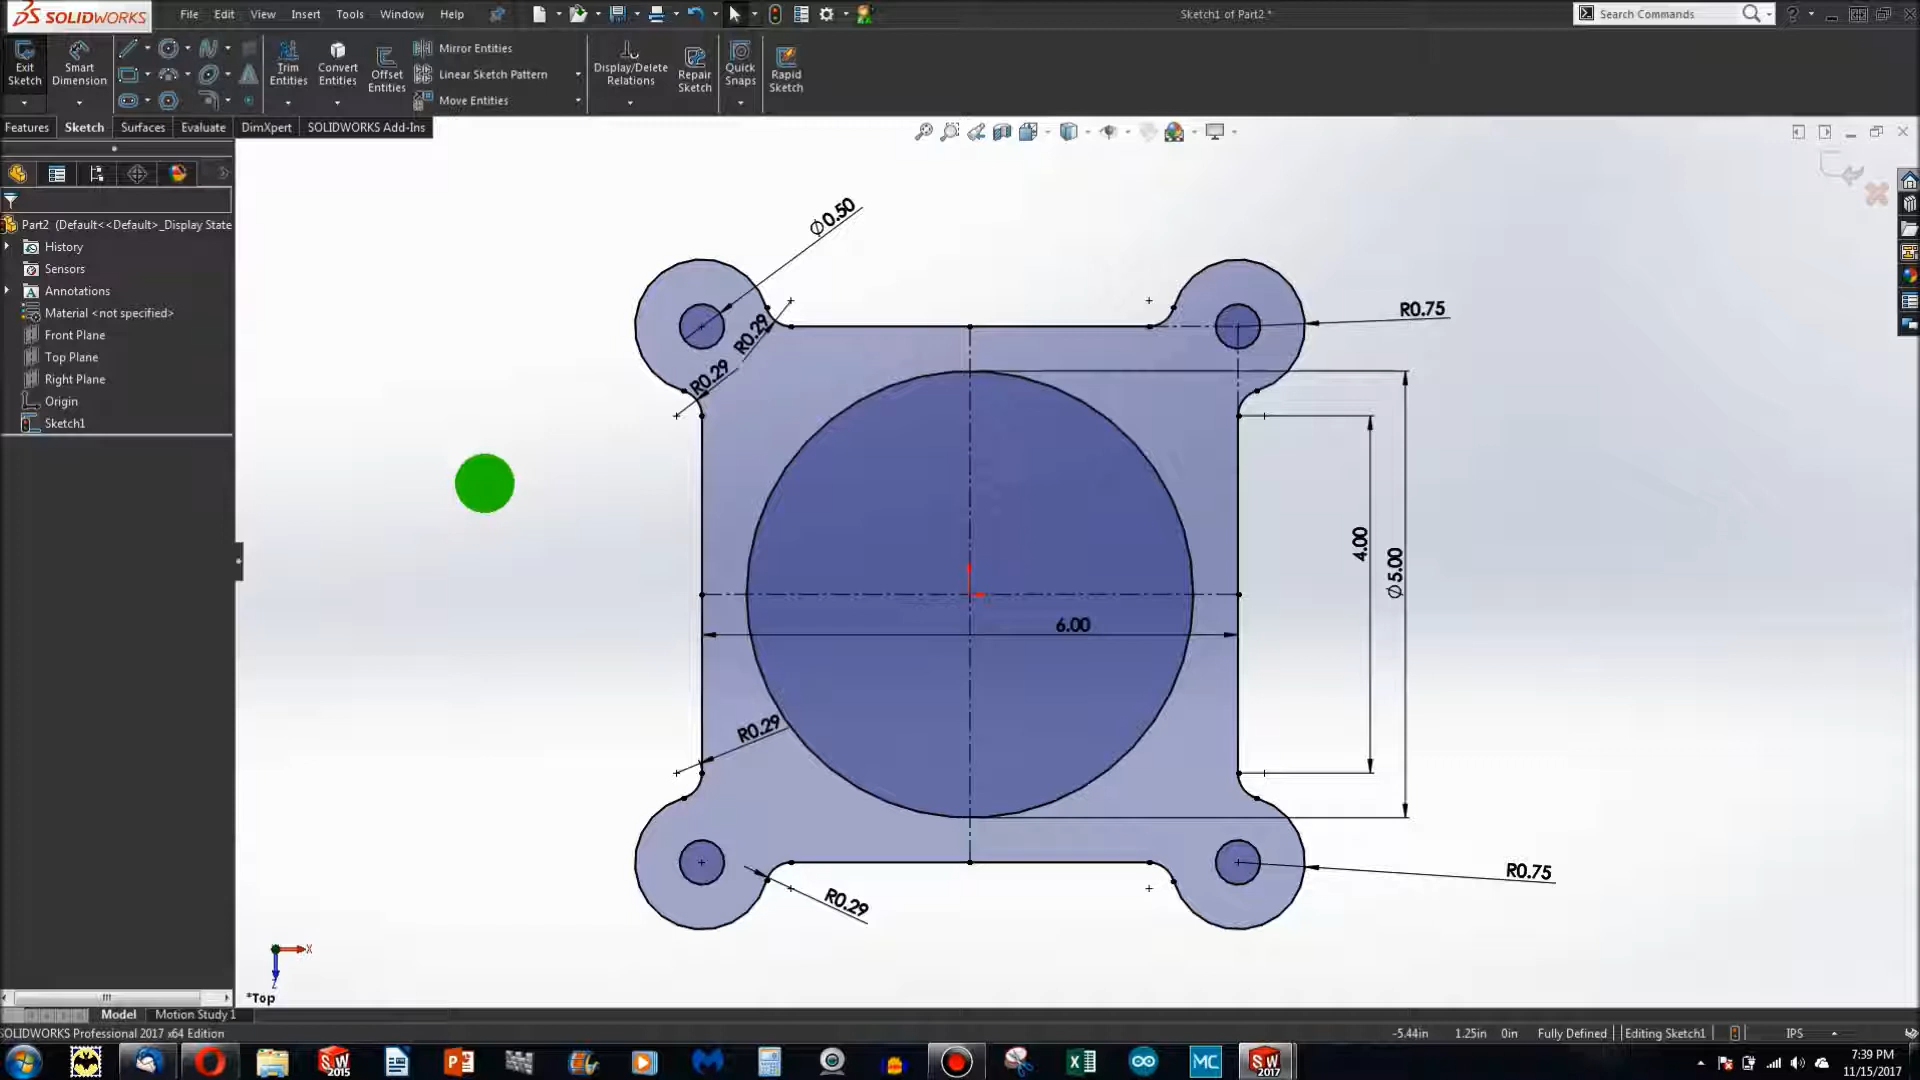 SOLIDWORKS File Edit View Insert Tools Window Help Sketch1 of Part2 * Search Commands
Exit Sketch
Smart Dimension
Trim Entities
Convert Entities
Offset Entities
Mirror Entities
Linear Sketch Pattern
Move Entities
Display/Delete Relations
Repair Sketch
Quick Snaps
Rapid Sketch
Features Sketch Surfaces Evaluate DimXpert SOLIDWORKS Add-Ins
Part2 (Default<<Default>_Display State
History
Sensors
Annotations
Material <not specified>
Front Plane
Top Plane
Right Plane
Origin
Sketch1
∅0.50
R0.75
R0.29
R0.29
4.00
∅5.00
6.00
R0.29
R0.75
R0.29
X
Z
*Top
Model Motion Study 1
SOLIDWORKS Professional 2017 x64 Edition -5.44in 1.25in 0in Fully Defined Editing Sketch1 IPS
SW 2015
MC
SW 2017
7:39 PM
11/15/2017